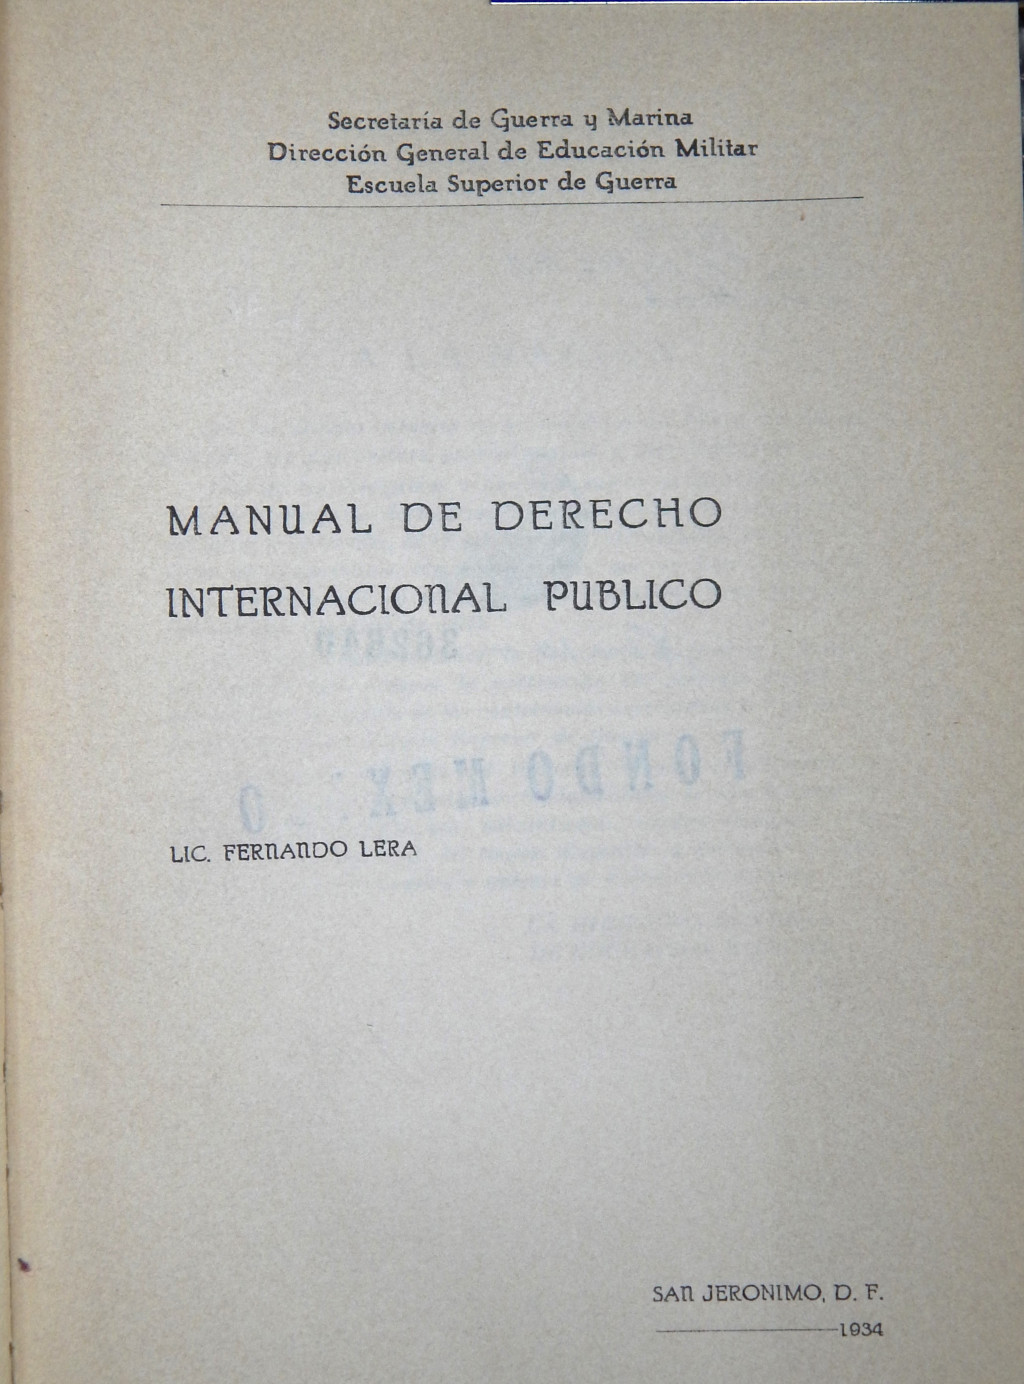 Secretaría de Guerra y Marina
Dirección General de Educación Militar
Escuela Superior de Guerra
MANUAL DE DERECHO
INTERNACIONAL PUBLICO
FONDO
LIC. FERNANDO LERA
SAN JERONIMO, D. F.
1934